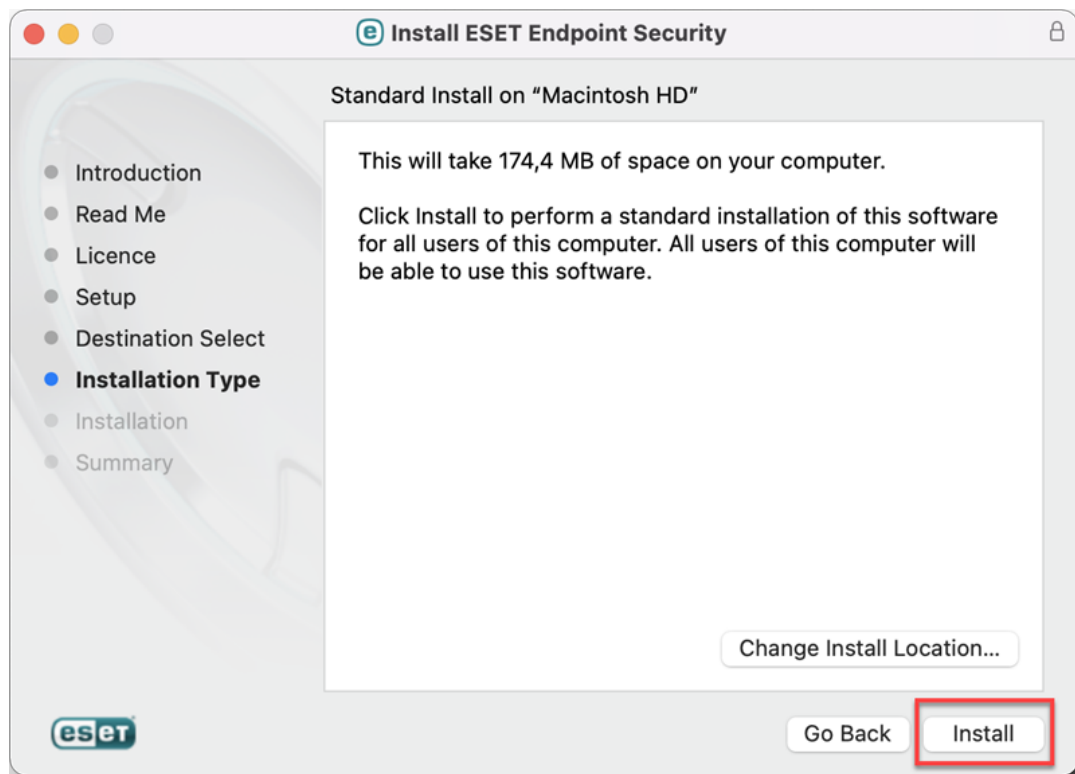 Install ESET Endpoint Security
Standard Install on “Macintosh HD”
Introduction
Read Me
Licence
Setup
Destination Select
Installation Type
Installation
Summary
This will take 174,4 MB of space on your computer.
Click Install to perform a standard installation of this software
for all users of this computer. All users of this computer will
be able to use this software.
Change Install Location...
eset
Go Back
Install